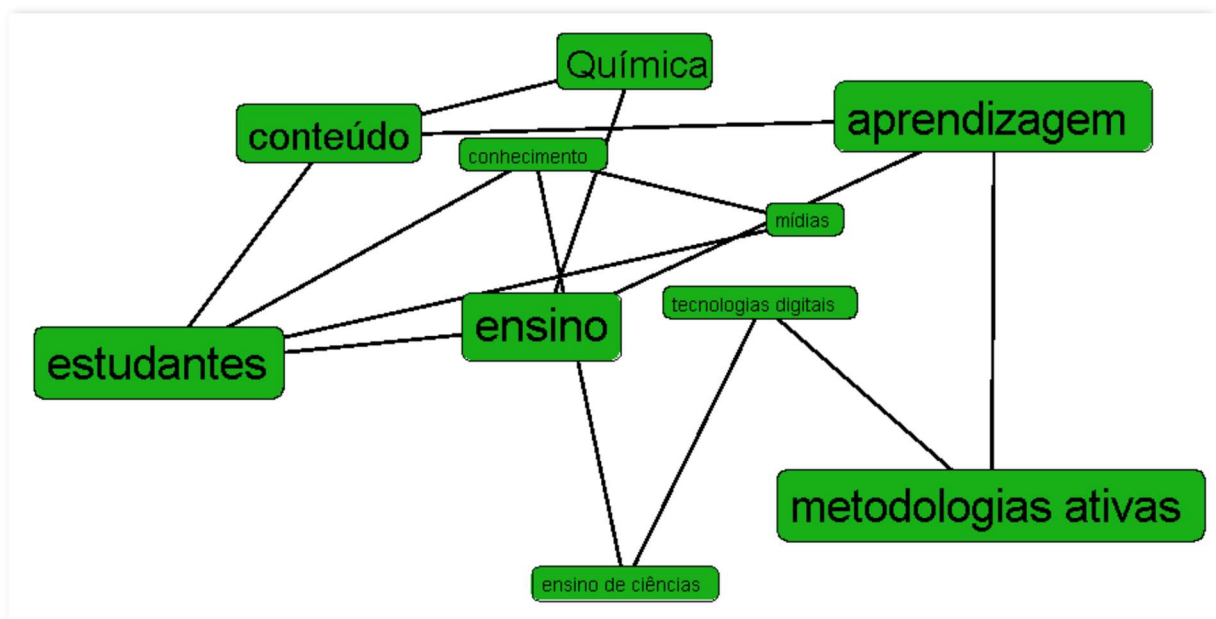 Química
aprendizagem
conteúdo
conhecimento
mídias
tecnologias digitais
ensino
estudantes
metodologias ativas
ensino de ciências